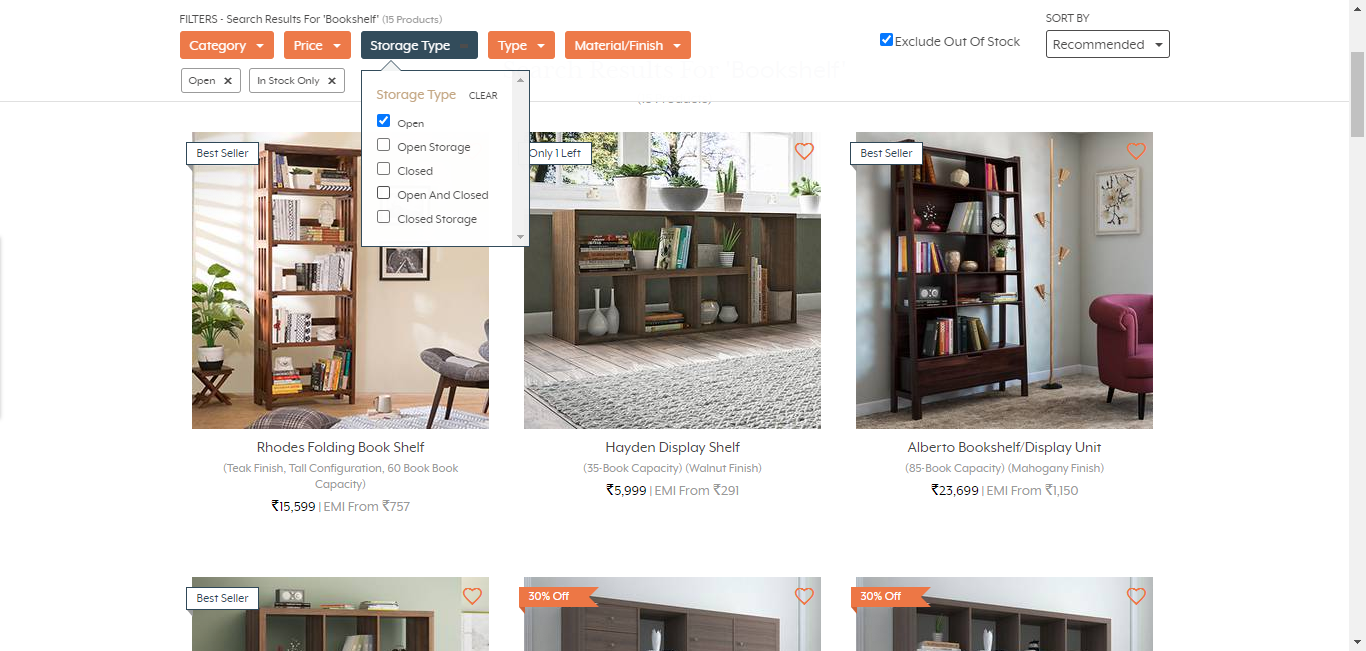 FILTERS - Search Results For 'Bookshelf' (15 Products)
SORT BY
Category
Price
Storage Type
Type
Material/Finish
Exclude Out Of Stock
Recommended
Search Results For 'Bookshelf'
(15 Products)
Open ✕
In Stock Only ✕
Storage Type CLEAR
Open
Open Storage
Closed
Open And Closed
Closed Storage
Best Seller
Only 1 Left
Best Seller
Rhodes Folding Book Shelf
(Teak Finish, Tall Configuration, 60 Book Book
Capacity)
₹15,599 | EMI From ₹757
Hayden Display Shelf
(35-Book Capacity) (Walnut Finish)
₹5,999 | EMI From ₹291
Alberto Bookshelf/Display Unit
(85-Book Capacity) (Mahogany Finish)
₹23,699 | EMI From ₹1,150
Best Seller
30% Off
30% Off